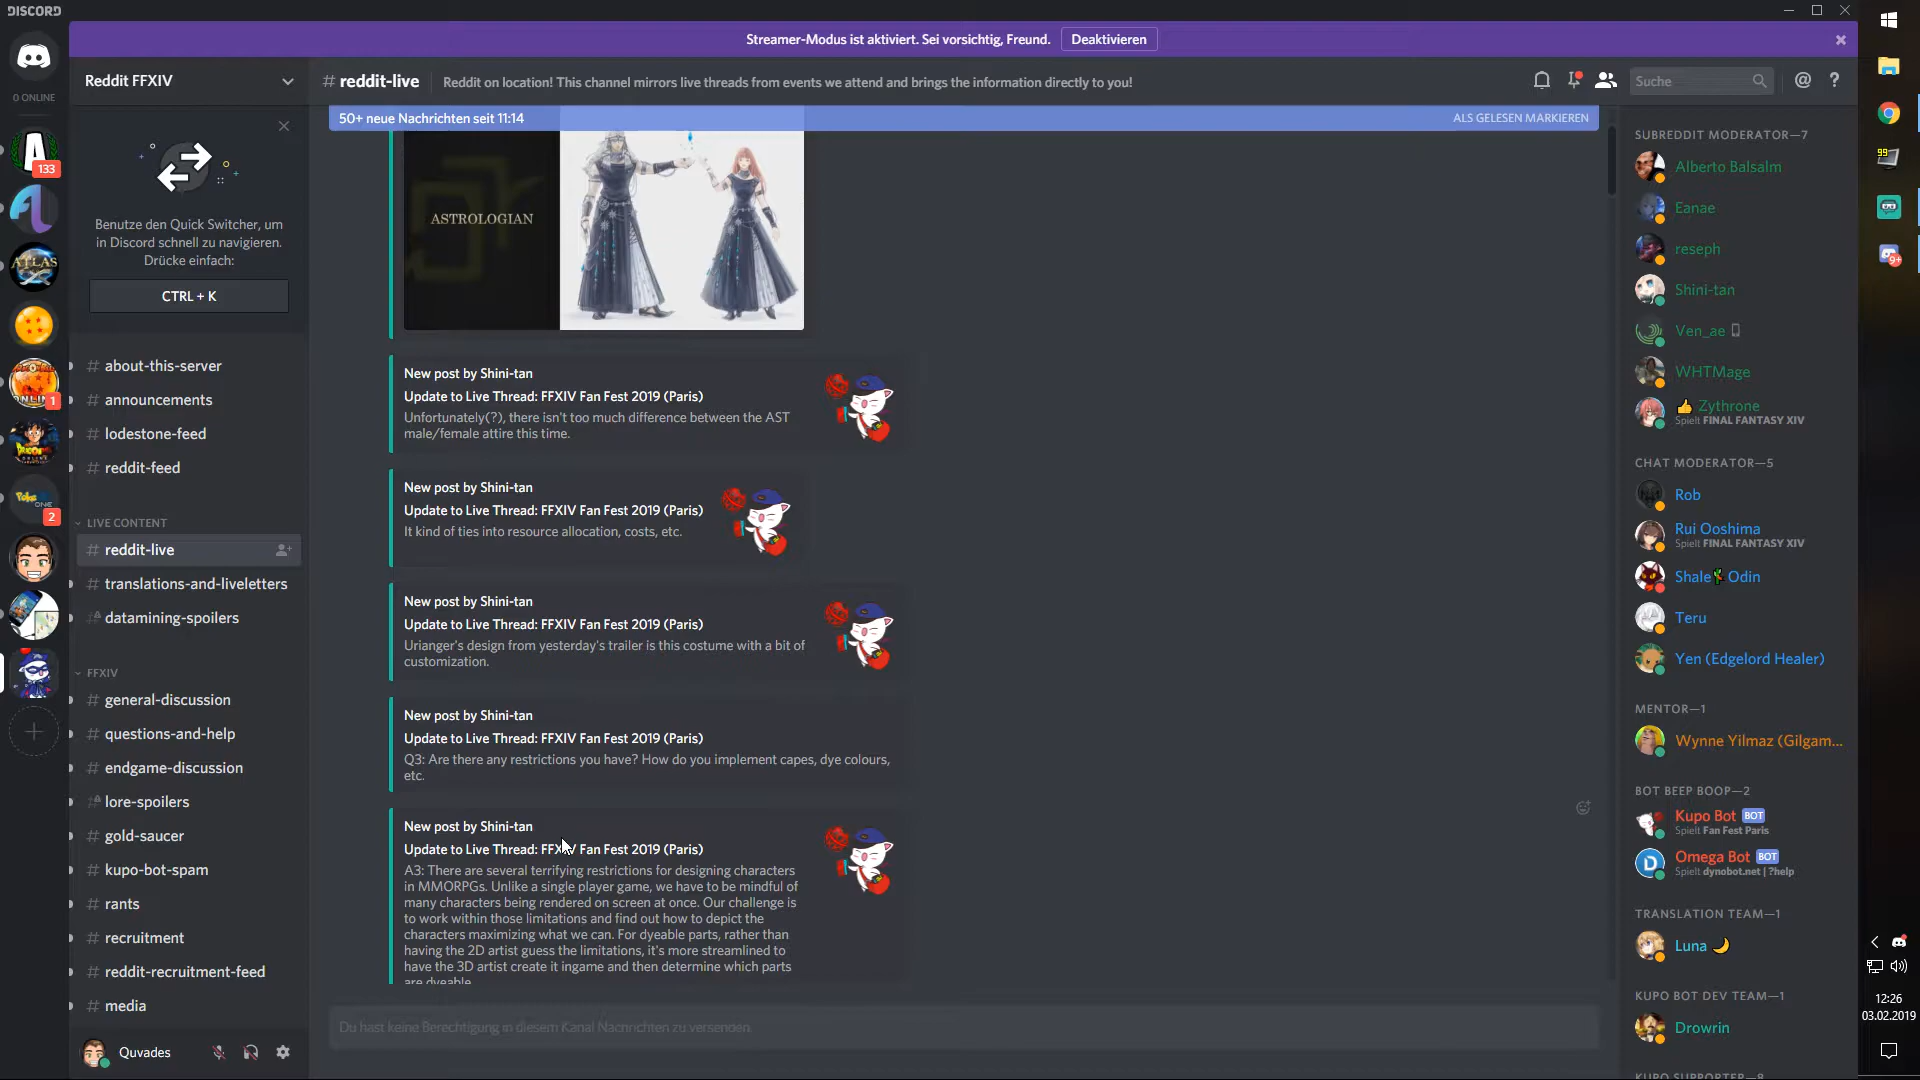 DISCORD
Streamer-Modus ist aktiviert. Sei vorsichtig, Freund.
Deaktivieren
0 ONLINE
Reddit FFXIV
# reddit-live
Reddit on location! This channel mirrors live threads from events we attend and brings the information directly to you!
Suche
@
?
133
ATLAS
1
2
Benutze den Quick Switcher, um
in Discord schnell zu navigieren.
Drücke einfach:
CTRL + K
# about-this-server
# announcements
# lodestone-feed
# reddit-feed
LIVE CONTENT
# reddit-live
# translations-and-liveletters
# datamining-spoilers
FFXIV
# general-discussion
# questions-and-help
# endgame-discussion
# lore-spoilers
# gold-saucer
# kupo-bot-spam
# rants
# recruitment
# reddit-recruitment-feed
# media
Quvades
50+ neue Nachrichten seit 11:14
ALS GELESEN MARKIEREN
ASTROLOGIAN
New post by Shini-tan
Update to Live Thread: FFXIV Fan Fest 2019 (Paris)
Unfortunately(?), there isn't too much difference between the AST
male/female attire this time.
New post by Shini-tan
Update to Live Thread: FFXIV Fan Fest 2019 (Paris)
It kind of ties into resource allocation, costs, etc.
New post by Shini-tan
Update to Live Thread: FFXIV Fan Fest 2019 (Paris)
Urianger's design from yesterday's trailer is this costume with a bit of
customization.
New post by Shini-tan
Update to Live Thread: FFXIV Fan Fest 2019 (Paris)
Q3: Are there any restrictions you have? How do you implement capes, dye colours,
etc.
New post by Shini-tan
Update to Live Thread: FFXIV Fan Fest 2019 (Paris)
A3: There are several terrifying restrictions for designing characters
in MMORPGs. Unlike a single player game, we have to be mindful of
many characters being rendered on screen at once. Our challenge is
to work within those limitations and find out how to depict the
characters maximizing what we can. For dyeable parts, rather than
having the 2D artist guess the limitations, it's more streamlined to
have the 3D artist create it ingame and then determine which parts
are dyeable.
Du hast keine Berechtigung in diesem Kanal Nachrichten zu versenden.
SUBREDDIT MODERATOR—7
Alberto Balsalm
Eanae
reseph
Shini-tan
Ven_ae
WHTMage
👍 Zythrone
Spielt FINAL FANTASY XIV
CHAT MODERATOR—5
Rob
Rui Ooshima
Spielt FINAL FANTASY XIV
Shale Odin
Teru
Yen (Edgelord Healer)
MENTOR—1
Wynne Yilmaz (Gilgam...
BOT BEEP BOOP—2
Kupo Bot BOT
Spielt Fan Fest Paris
Omega Bot BOT
Spielt dynobot.net | ?help
TRANSLATION TEAM—1
Luna 🌙
KUPO BOT DEV TEAM—1
Drowrin
KUPO SUPPORTER—8
99
9+
12:26
03.02.2019